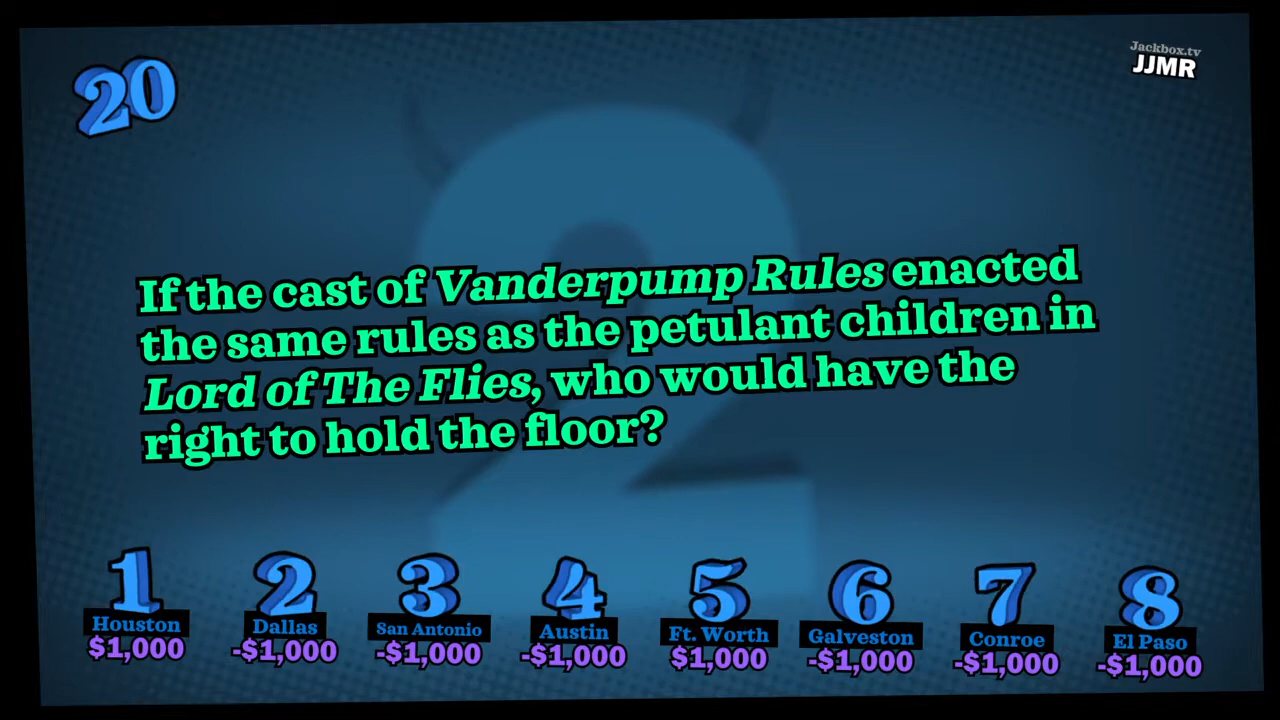 20
Jackbox.tv
JJMR
If the cast of Vanderpump Rules enacted
the same rules as the petulant children in
Lord of The Flies, who would have the
right to hold the floor?
2
1 2 3 4 5 6 7 8
Houston Dallas San Antonio Austin Ft. Worth Galveston Conroe El Paso
$1,000 -$1,000 -$1,000 -$1,000 $1,000 -$1,000 -$1,000 -$1,000